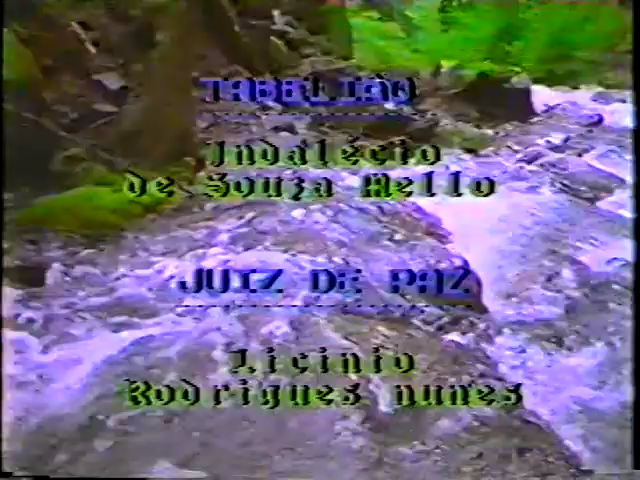 TABELIÃO
Indalécio
de Souza Mello
JUIZ DE PAZ
Licinio
Rodrigues nunes